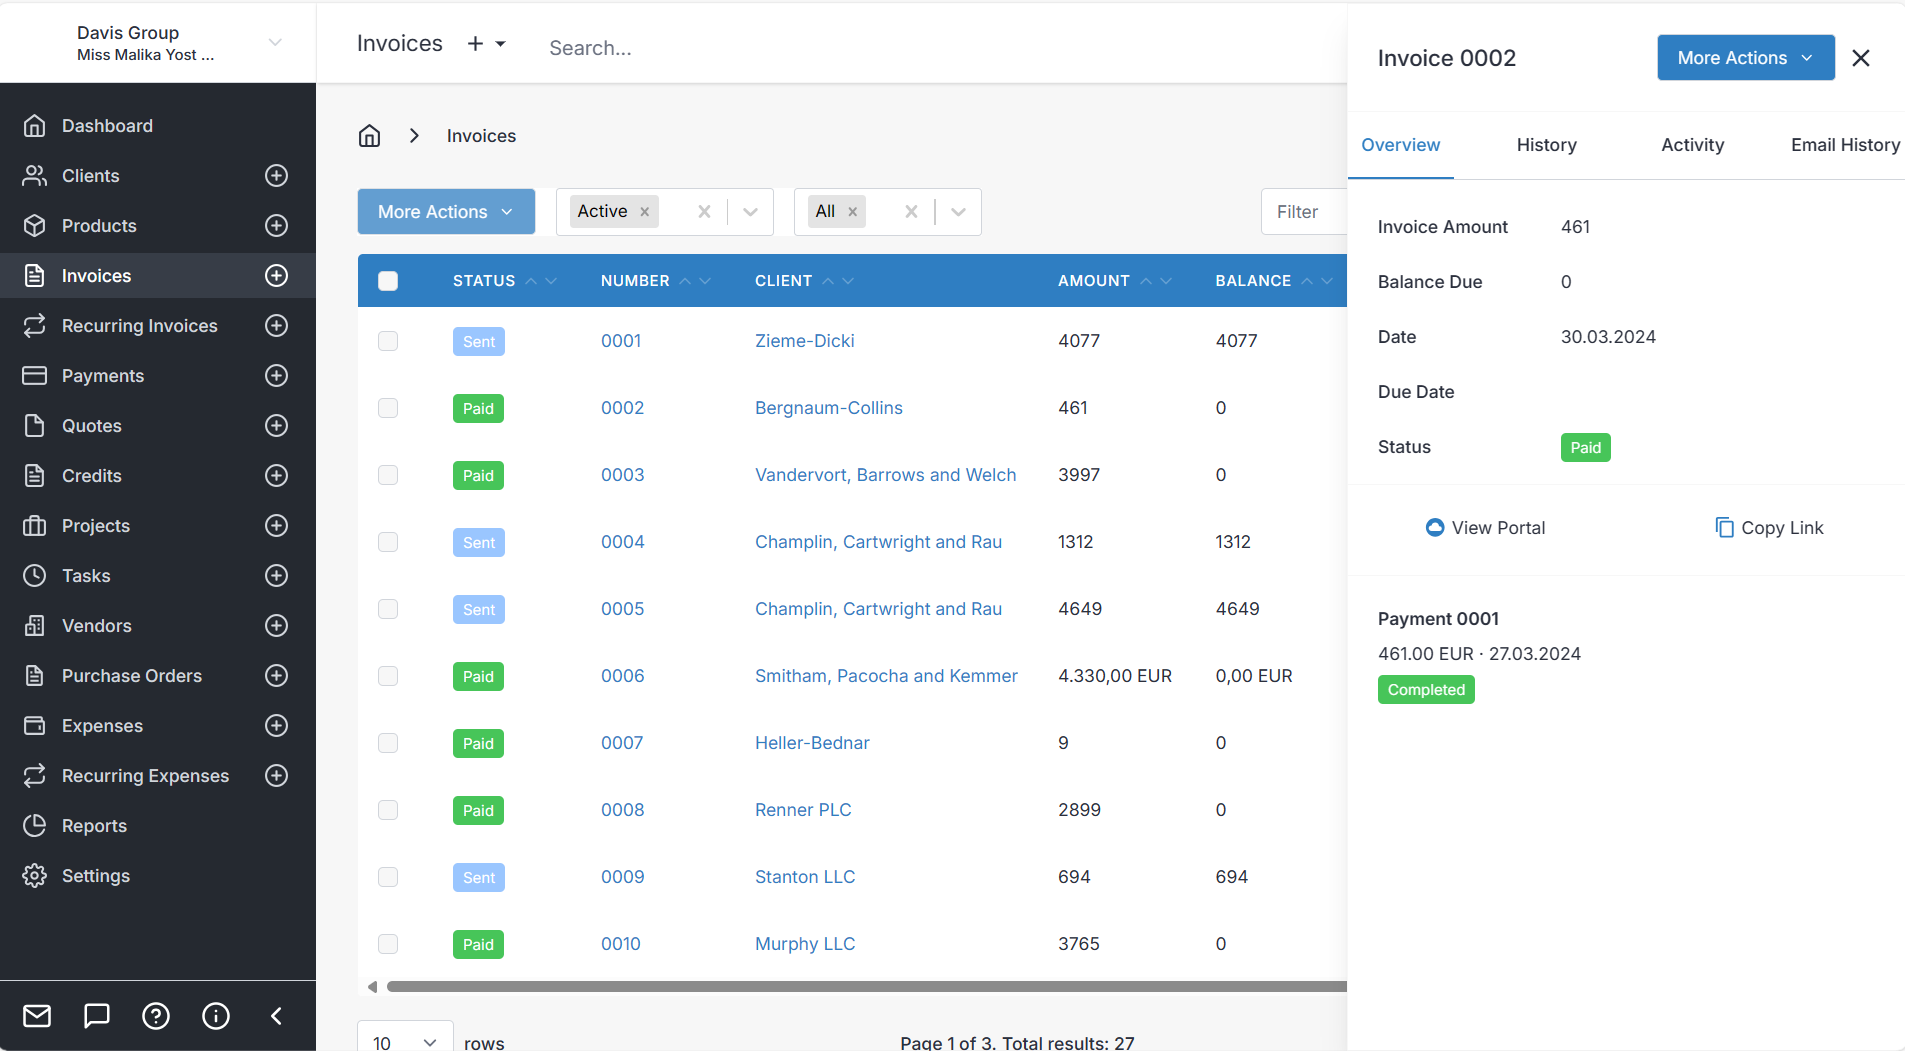 Davis Group
Miss Malika Yost ...
Dashboard
Clients
Products
Invoices
Recurring Invoices
Payments
Quotes
Credits
Projects
Tasks
Vendors
Purchase Orders
Expenses
Recurring Expenses
Reports
Settings
Invoices
Search...
Invoices
More Actions
Active
All
Filter
STATUS NUMBER CLIENT AMOUNT BALANCE
Sent 0001 Zieme-Dicki 4077 4077
Paid 0002 Bergnaum-Collins 461 0
Paid 0003 Vandervort, Barrows and Welch 3997 0
Sent 0004 Champlin, Cartwright and Rau 1312 1312
Sent 0005 Champlin, Cartwright and Rau 4649 4649
Paid 0006 Smitham, Pacocha and Kemmer 4.330,00 EUR 0,00 EUR
Paid 0007 Heller-Bednar 9 0
Paid 0008 Renner PLC 2899 0
Sent 0009 Stanton LLC 694 694
Paid 0010 Murphy LLC 3765 0
10 rows
Page 1 of 3. Total results: 27
Invoice 0002
More Actions
Overview History Activity Email History
Invoice Amount 461
Balance Due 0
Date 30.03.2024
Due Date
Status Paid
View Portal
Copy Link
Payment 0001
461.00 EUR · 27.03.2024
Completed